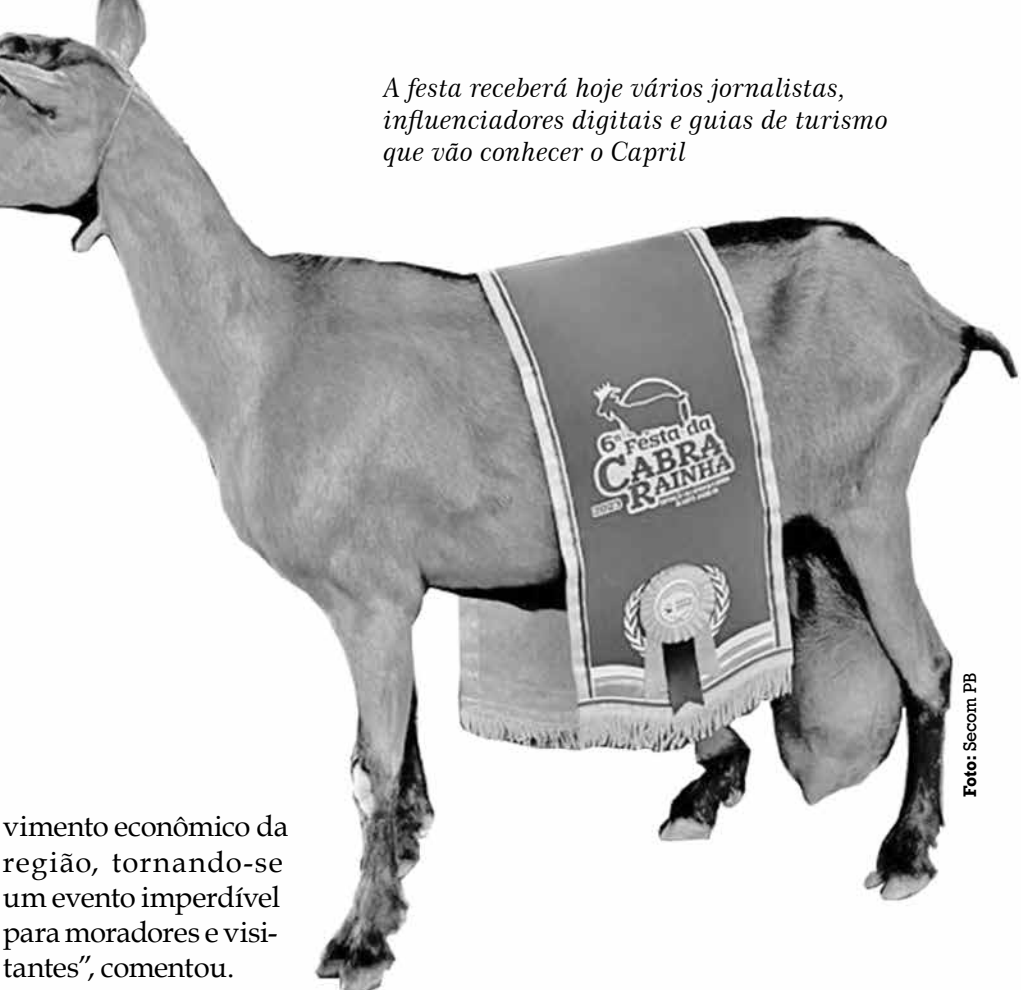 A festa receberá hoje vários jornalistas,
influenciadores digitais e guias de turismo
que vão conhecer o Capril
6ª Festa da
CABRA
RAINHA
2023
Foto: Secom PB
vimento econômico da
região, tornando-se
um evento imperdível
para moradores e visi-
tantes”, comentou.